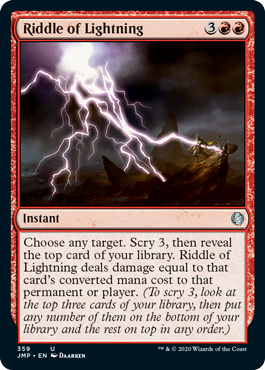 Riddle of Lightning 3
Instant
Choose any target. Scry 3, then reveal
the top card of your library. Riddle of
Lightning deals damage equal to that
card's converted mana cost to that
permanent or player. (To scry 3, look at
the top three cards of your library, then put
any number of them on the bottom of your
library and the rest on top in any order.)
359 U
JMP • EN Daarken ™ & © 2020 Wizards of the Coast